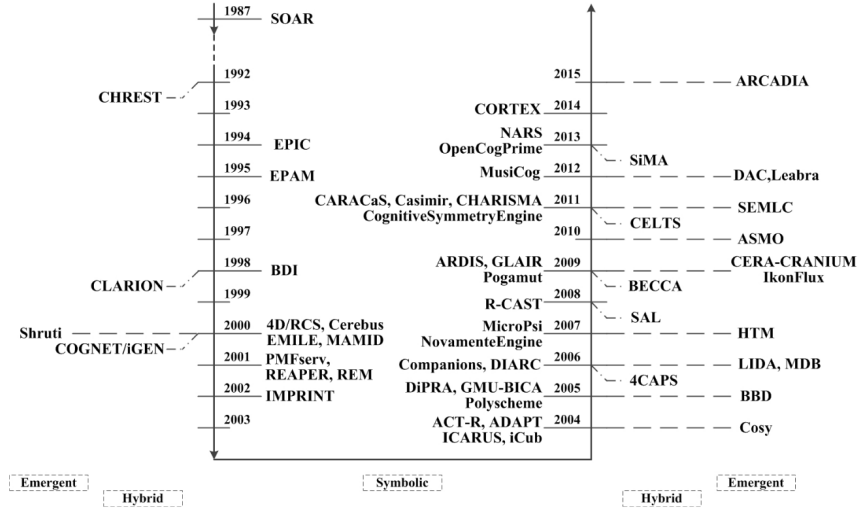 1987
SOAR
1992
CHREST
1993
1994
EPIC
1995
EPAM
1996
1997
1998
BDI
CLARION
1999
2000
4D/RCS, Cerebus
EMILE, MAMID
Shruti
COGNET/iGEN
2001
PMFserv,
REAPER, REM
2002
IMPRINT
2003
2015
ARCADIA
2014
CORTEX
2013
NARS
OpenCogPrime
SiMA
2012
MusiCog
DAC,Leabra
2011
CARACaS, Casimir, CHARISMA
CognitiveSymmetryEngine
SEMLC
CELTS
2010
ASMO
2009
ARDIS, GLAIR
Pogamut
CERA-CRANIUM
IkonFlux
BECCA
2008
R-CAST
SAL
2007
MicroPsi
NovamenteEngine
HTM
2006
Companions, DIARC
LIDA, MDB
4CAPS
2005
DiPRA, GMU-BICA
Polyscheme
BBD
2004
ACT-R, ADAPT
ICARUS, iCub
Cosy
Emergent
Hybrid
Symbolic
Hybrid
Emergent